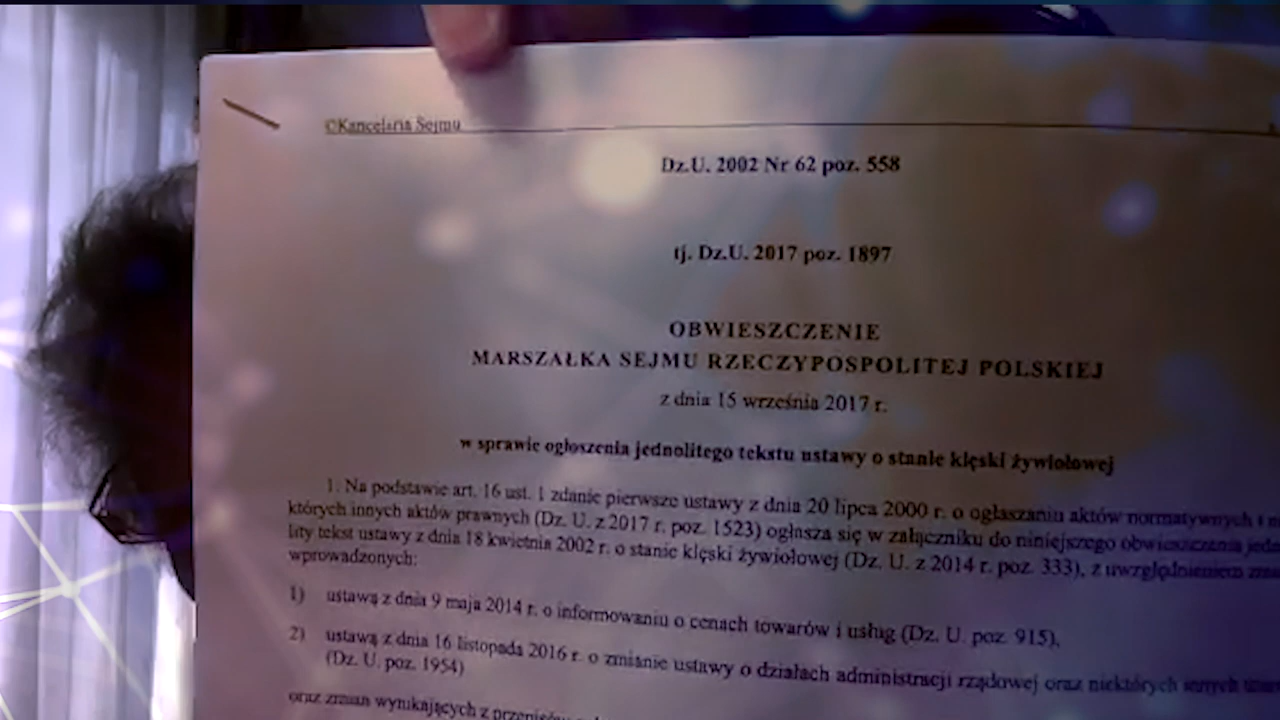 ©Kancelaria Sejmu
Dz.U. 2002 Nr 62 poz. 558
tj. Dz.U. 2017 poz. 1897
OBWIESZCZENIE
MARSZAŁKA SEJMU RZECZYPOSPOLITEJ POLSKIEJ
z dnia 15 września 2017 r.
w sprawie ogłoszenia jednolitego tekstu ustawy o stanie klęski żywiołowej
1. Na podstawie art. 16 ust. 1 zdanie pierwsze ustawy z dnia 20 lipca 2000 r. o ogłaszaniu aktów normatywnych i
których innych aktów prawnych (Dz. U. z 2017 r. poz. 1523) ogłasza się w załączniku do niniejszego obwieszczenia
lity tekst ustawy z dnia 18 kwietnia 2002 r. o stanie klęski żywiołowej (Dz. U. z 2014 r. poz. 333), z uwzględnieniem
wprowadzonych:
1) ustawą z dnia 9 maja 2014 r. o informowaniu o cenach towarów i usług (Dz. U. poz. 915),
2) ustawą z dnia 16 listopada 2016 r. o zmianie ustawy o działach administracji rządowej oraz niektórych innych
(Dz. U. poz. 1954)
oraz zmian wynikających z przepisów